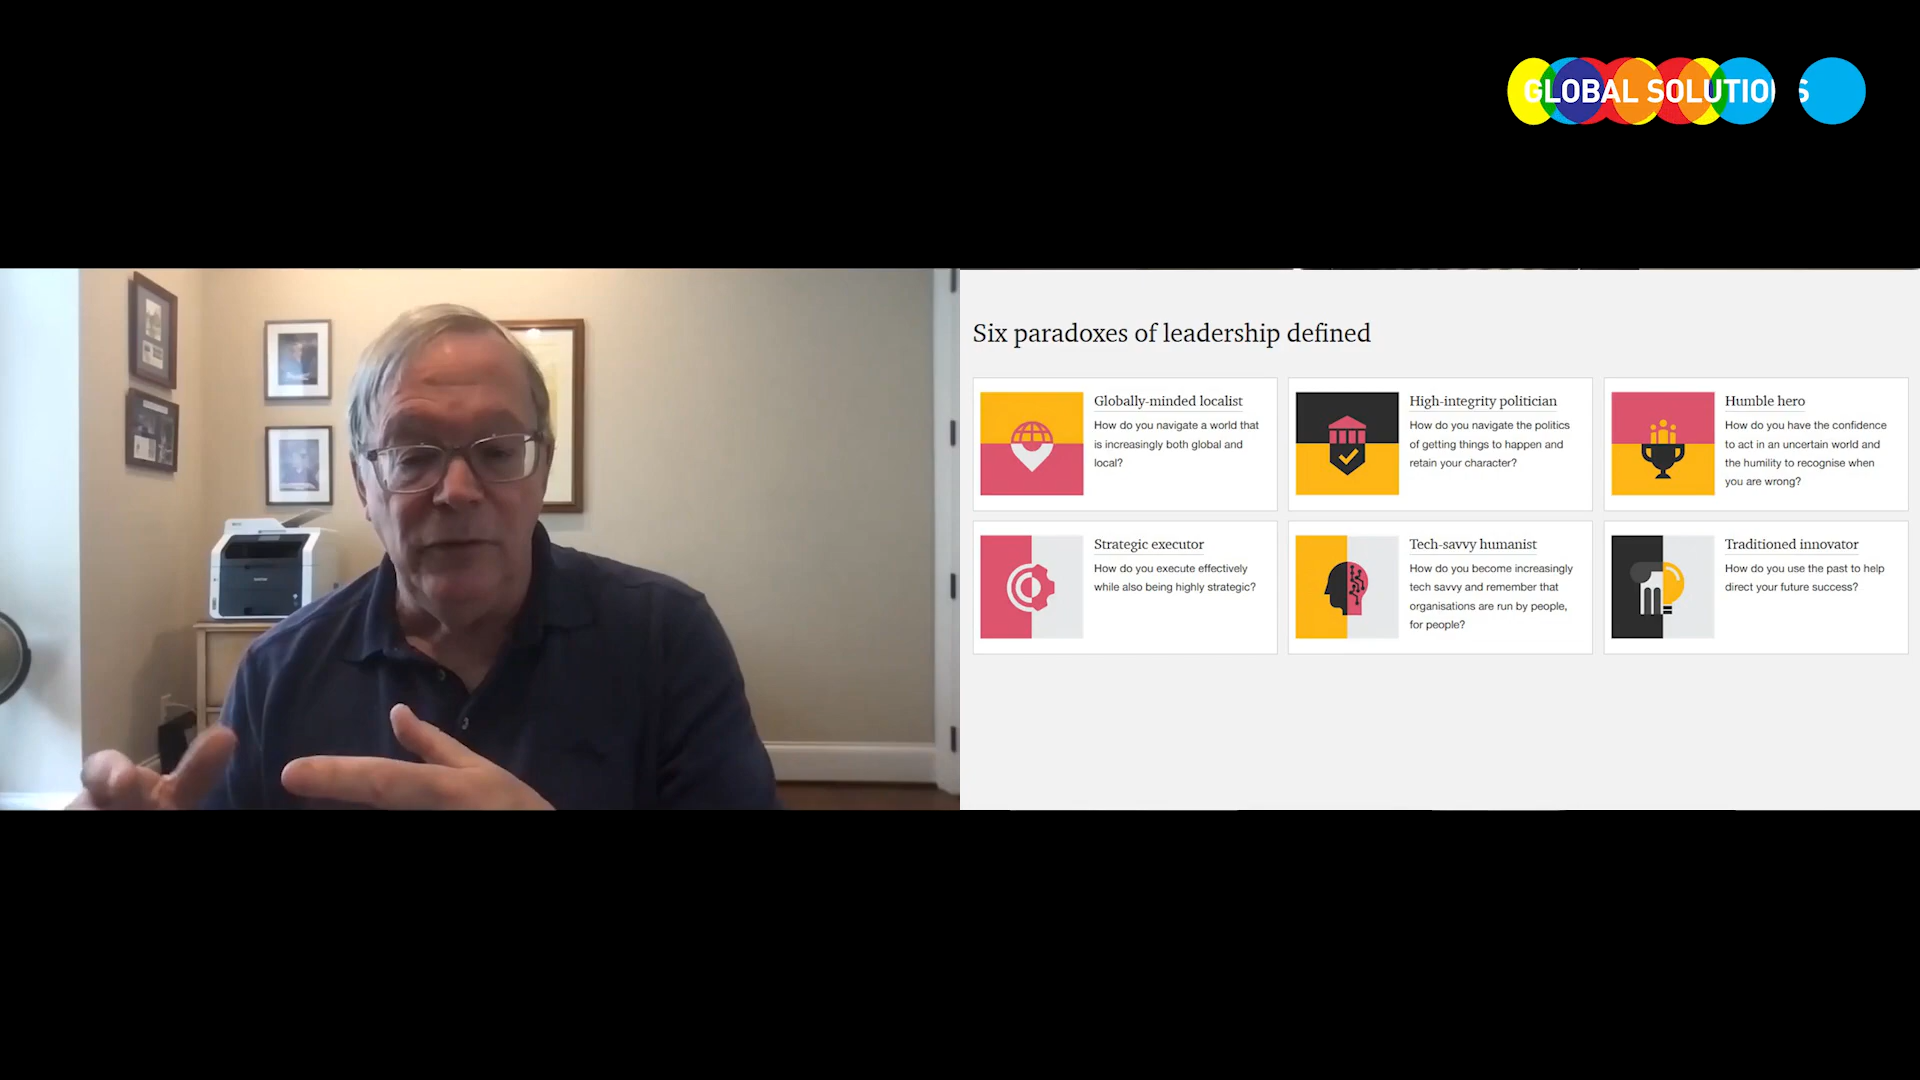 GLOBAL SOLUTIONS
Six paradoxes of leadership defined
Globally-minded localist
How do you navigate a world that
is increasingly both global and
local?
High-integrity politician
How do you navigate the politics
of getting things to happen and
retain your character?
Humble hero
How do you have the confidence
to act in an uncertain world and
the humility to recognise when
you are wrong?
Strategic executor
How do you execute effectively
while also being highly strategic?
Tech-savvy humanist
How do you become increasingly
tech savvy and remember that
organisations are run by people,
for people?
Traditioned innovator
How do you use the past to help
direct your future success?